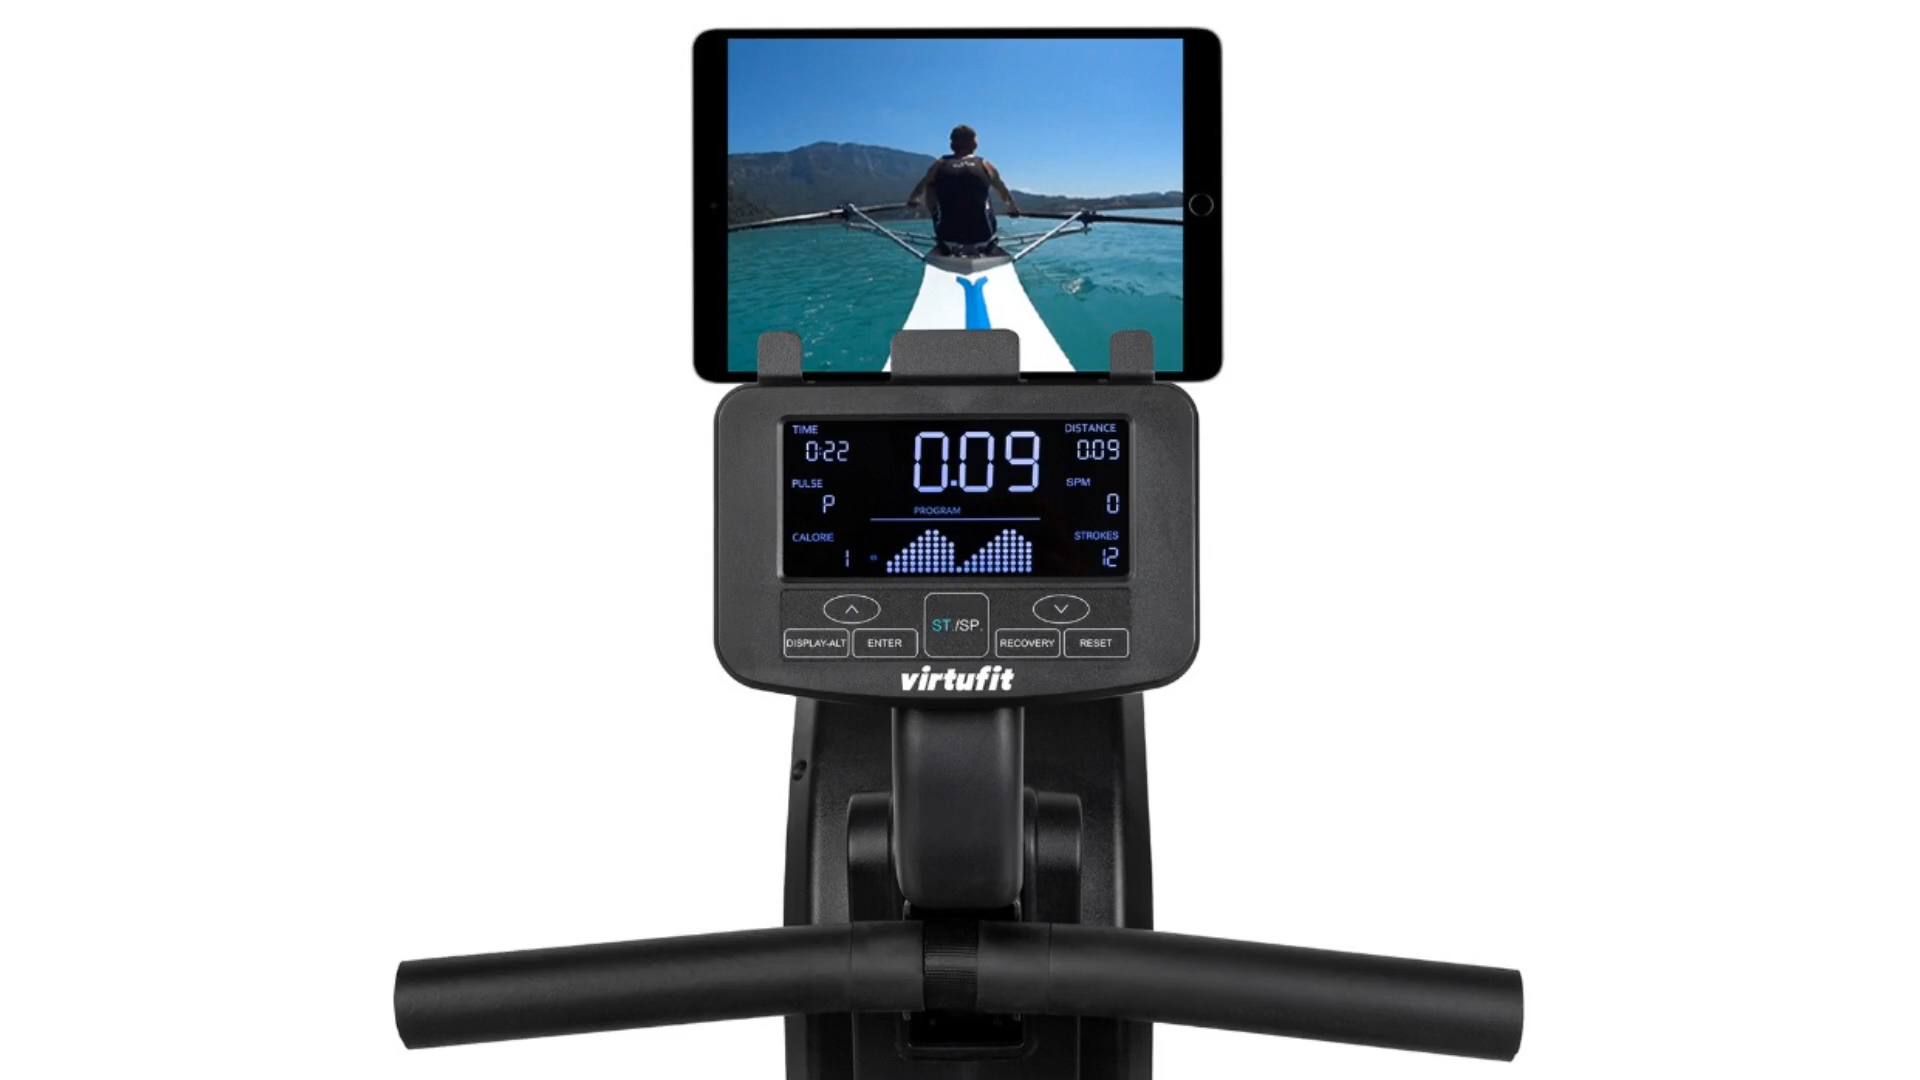 TIME
0:22
0.09
DISTANCE
0.09
PULSE
P
SPM
0
PROGRAM
CALORIE
1
STROKES
12
ST./SP.
DISPLAY-ALT
ENTER
RECOVERY
RESET
virtufit